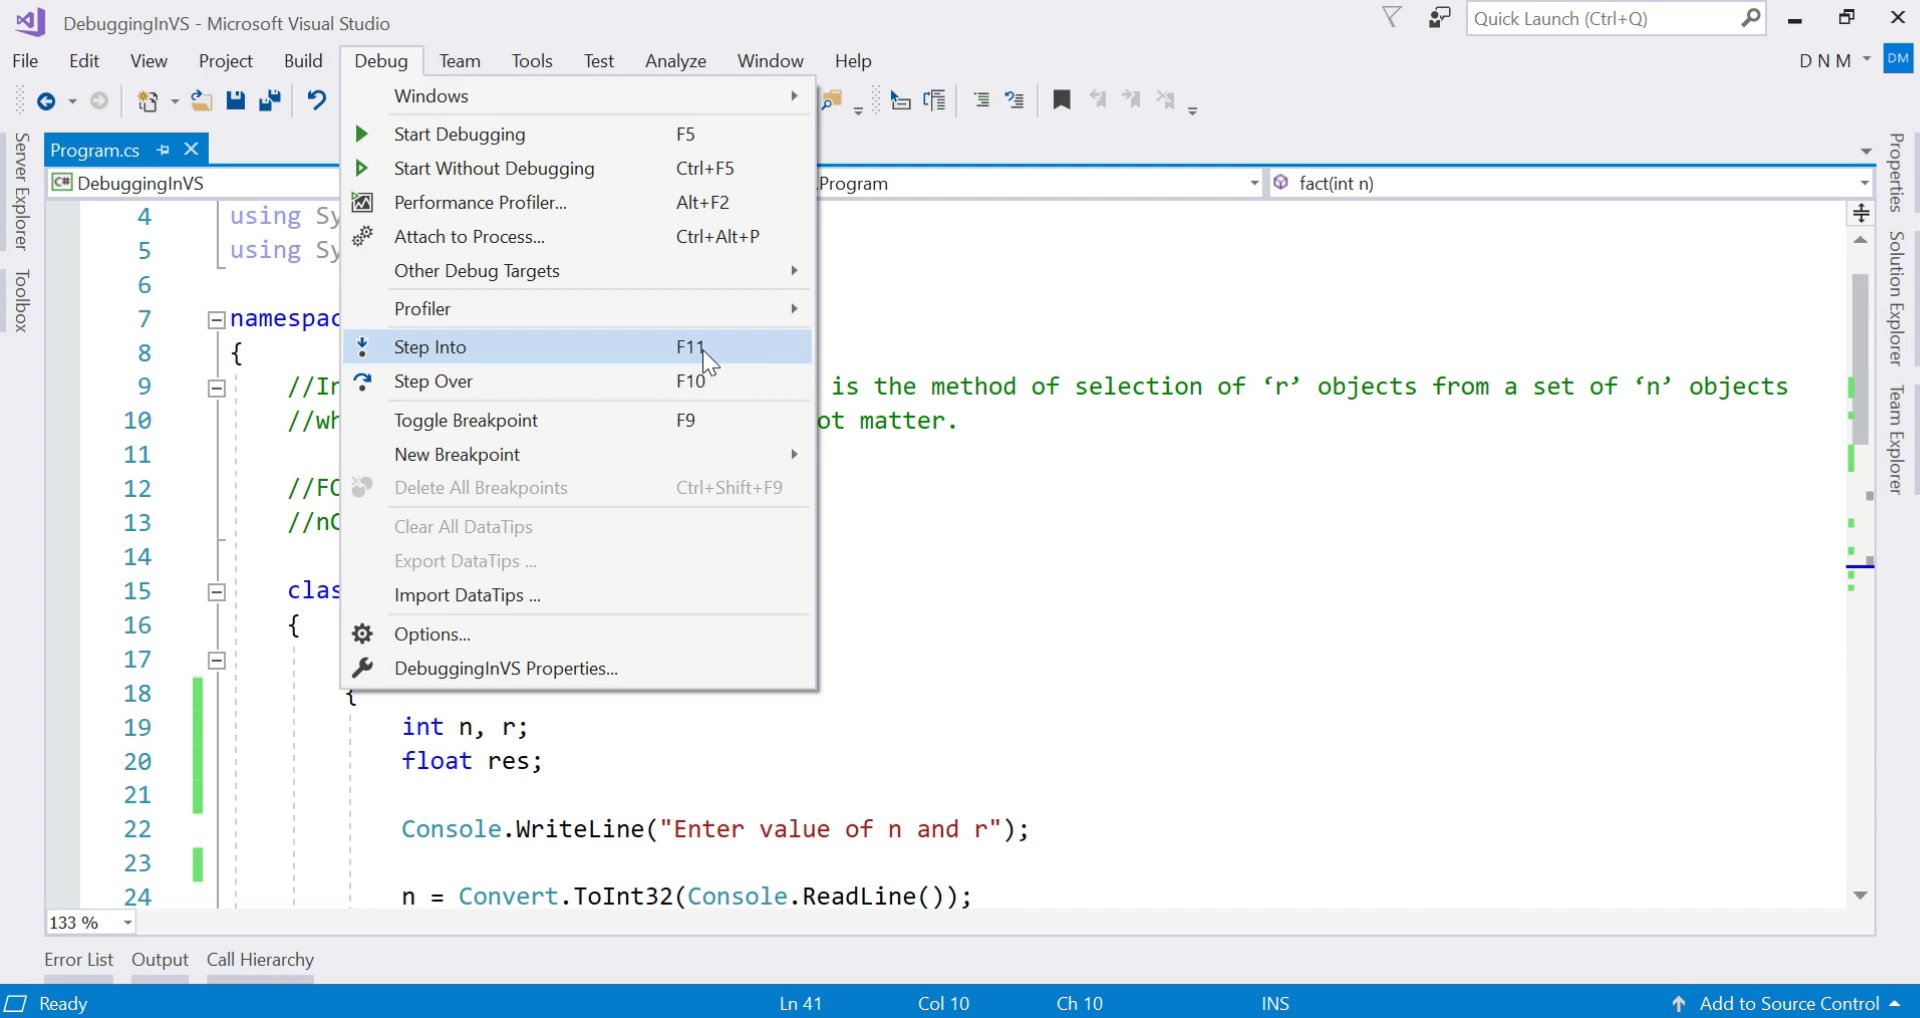 DebuggingInVS - Microsoft Visual Studio
Quick Launch (Ctrl+Q)
File Edit View Project Build Debug Team Tools Test Analyze Window Help
D N M DM
Windows
Start Debugging F5
Start Without Debugging Ctrl+F5
Performance Profiler... Alt+F2
Attach to Process... Ctrl+Alt+P
Other Debug Targets
Profiler
Step Into F11
Step Over F10
Toggle Breakpoint F9
New Breakpoint
Delete All Breakpoints Ctrl+Shift+F9
Clear All DataTips
Export DataTips ...
Import DataTips ...
Options...
DebuggingInVS Properties...
Server Explorer
Toolbox
Program.cs
C# DebuggingInVS
.Program
fact(int n)
4 using Sy
5 using Sy
6
7 namespac
8 {
9 //In is the method of selection of ‘r’ objects from a set of ‘n’ objects
10 //wh ot matter.
11
12 //FO
13 //nC
14
15 clas
16 {
17
18 {
19 int n, r;
20 float res;
21
22 Console.WriteLine("Enter value of n and r");
23
24 n = Convert.ToInt32(Console.ReadLine());
Properties
Solution Explorer
Team Explorer
133 %
Error List Output Call Hierarchy
Ready Ln 41 Col 10 Ch 10 INS Add to Source Control